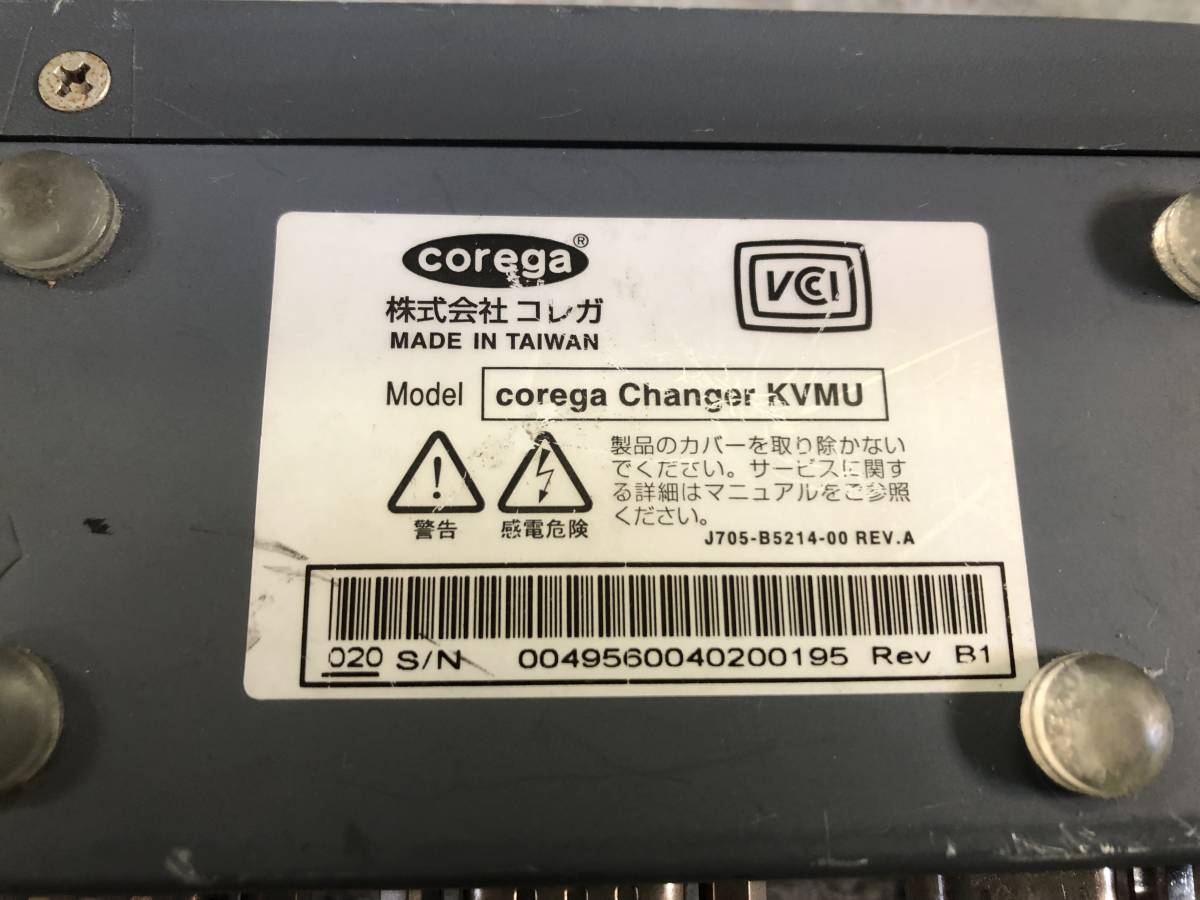 corega®
VCCI
株式会社 コレガ
MADE IN TAIWAN
Model corega Changer KVMU
製品のカバーを取り除かない
でください。サービスに関す
る詳細はマニュアルをご参照
ください。
警告 感電危険
J705-B5214-00 REV.A
020 S/N 0049560040200195 Rev B1